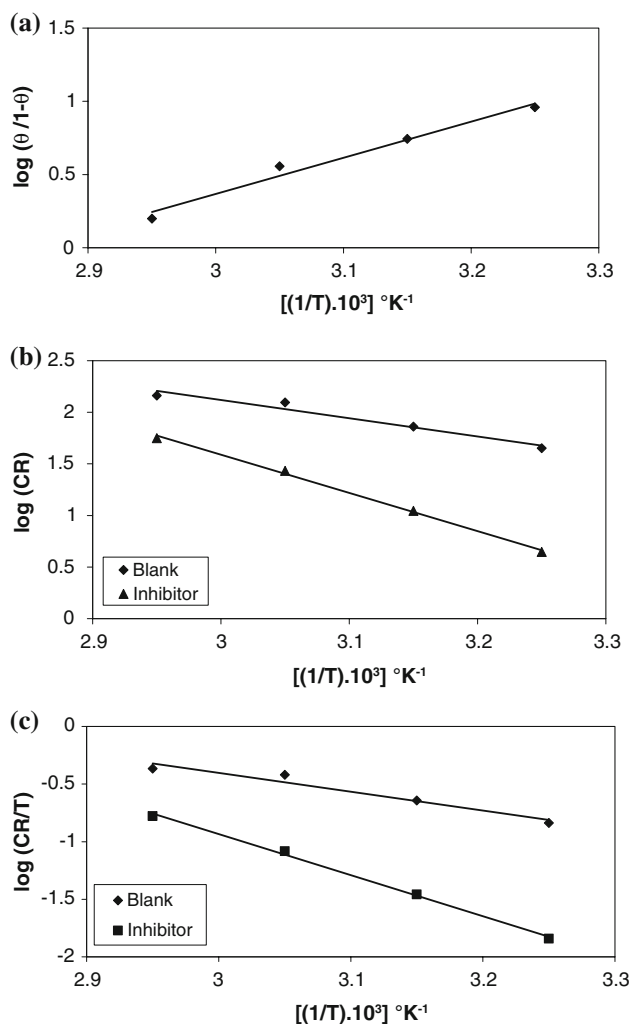 (a)
1.5
1
0.5
0
log (θ /1-θ)
2.9 3 3.1 3.2 3.3
[(1/T).10³] °K⁻¹
(b)
2.5
2
1.5
1
0.5
0
log (CR)
Blank
Inhibitor
2.9 3 3.1 3.2 3.3
[(1/T).10³] °K⁻¹
(c)
0
-0.5
-1
-1.5
-2
log (CR/T)
Blank
Inhibitor
2.9 3 3.1 3.2 3.3
[(1/T).10³] °K⁻¹